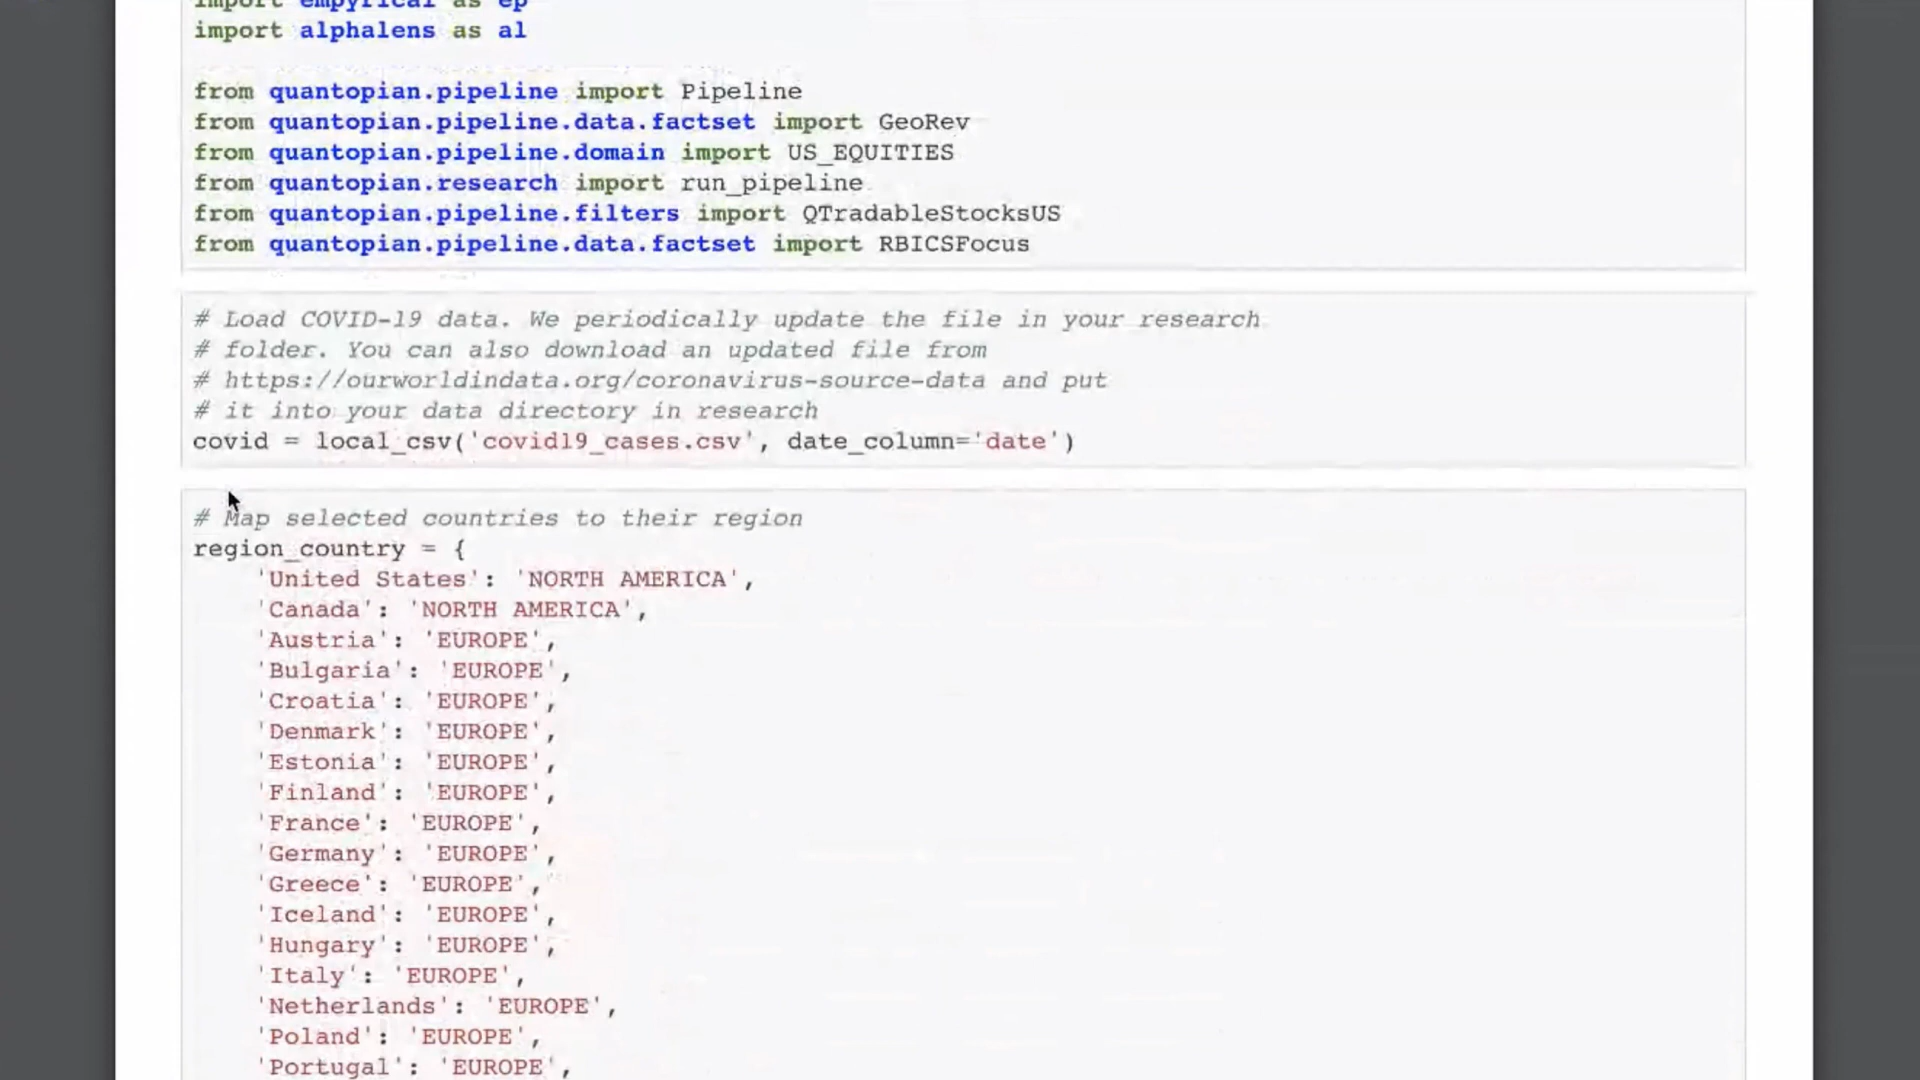 import empyrical as ep
import alphalens as al
from quantopian.pipeline import Pipeline
from quantopian.pipeline.data.factset import GeoRev
from quantopian.pipeline.domain import US_EQUITIES
from quantopian.research import run_pipeline
from quantopian.pipeline.filters import QTradableStocksUS
from quantopian.pipeline.data.factset import RBICSFocus
# Load COVID-19 data. We periodically update the file in your research
# folder. You can also download an updated file from
# https://ourworldindata.org/coronavirus-source-data and put
# it into your data directory in research
covid = local_csv('covid19_cases.csv', date_column='date')
# Map selected countries to their region
region_country = {
'United States': 'NORTH AMERICA',
'Canada': 'NORTH AMERICA',
'Austria': 'EUROPE',
'Bulgaria': 'EUROPE',
'Croatia': 'EUROPE',
'Denmark': 'EUROPE',
'Estonia': 'EUROPE',
'Finland': 'EUROPE',
'France': 'EUROPE',
'Germany': 'EUROPE',
'Greece': 'EUROPE',
'Iceland': 'EUROPE',
'Hungary': 'EUROPE',
'Italy': 'EUROPE',
'Netherlands': 'EUROPE',
'Poland': 'EUROPE',
'Portugal': 'EUROPE',